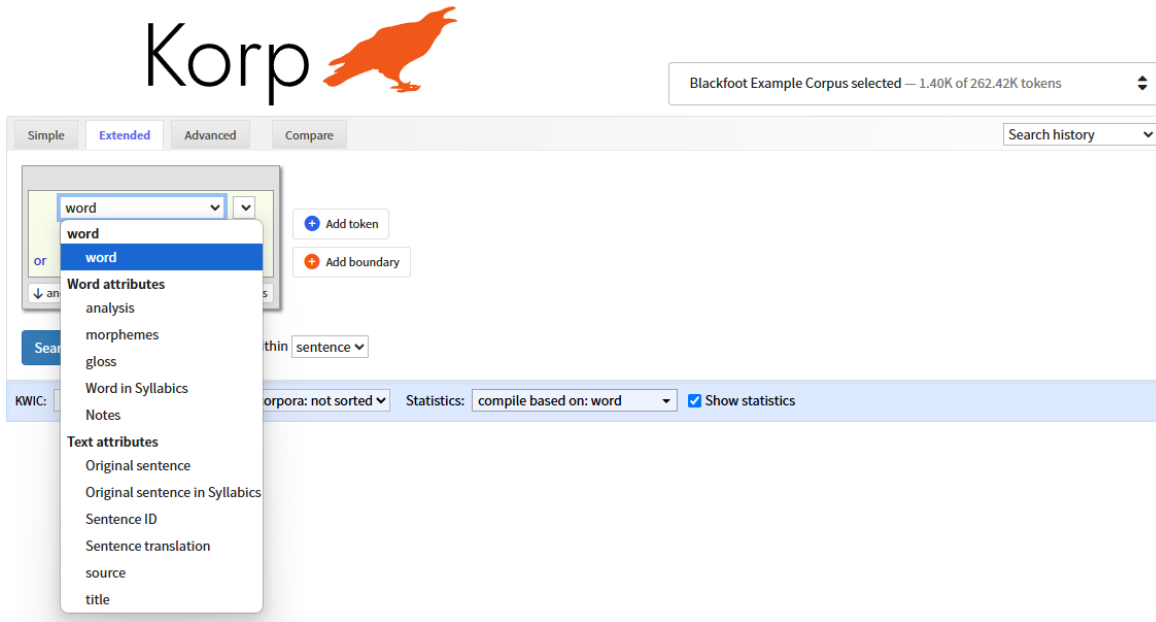 Korp
Blackfoot Example Corpus selected — 1.40K of 262.42K tokens
Simple Extended Advanced Compare Search history
word
word
word
Word attributes
analysis
morphemes
gloss
Word in Syllabics
Notes
Text attributes
Original sentence
Original sentence in Syllabics
Sentence ID
Sentence translation
source
title
Add token
or
Add boundary
sentence
KWIC: not sorted Statistics: compile based on: word Show statistics